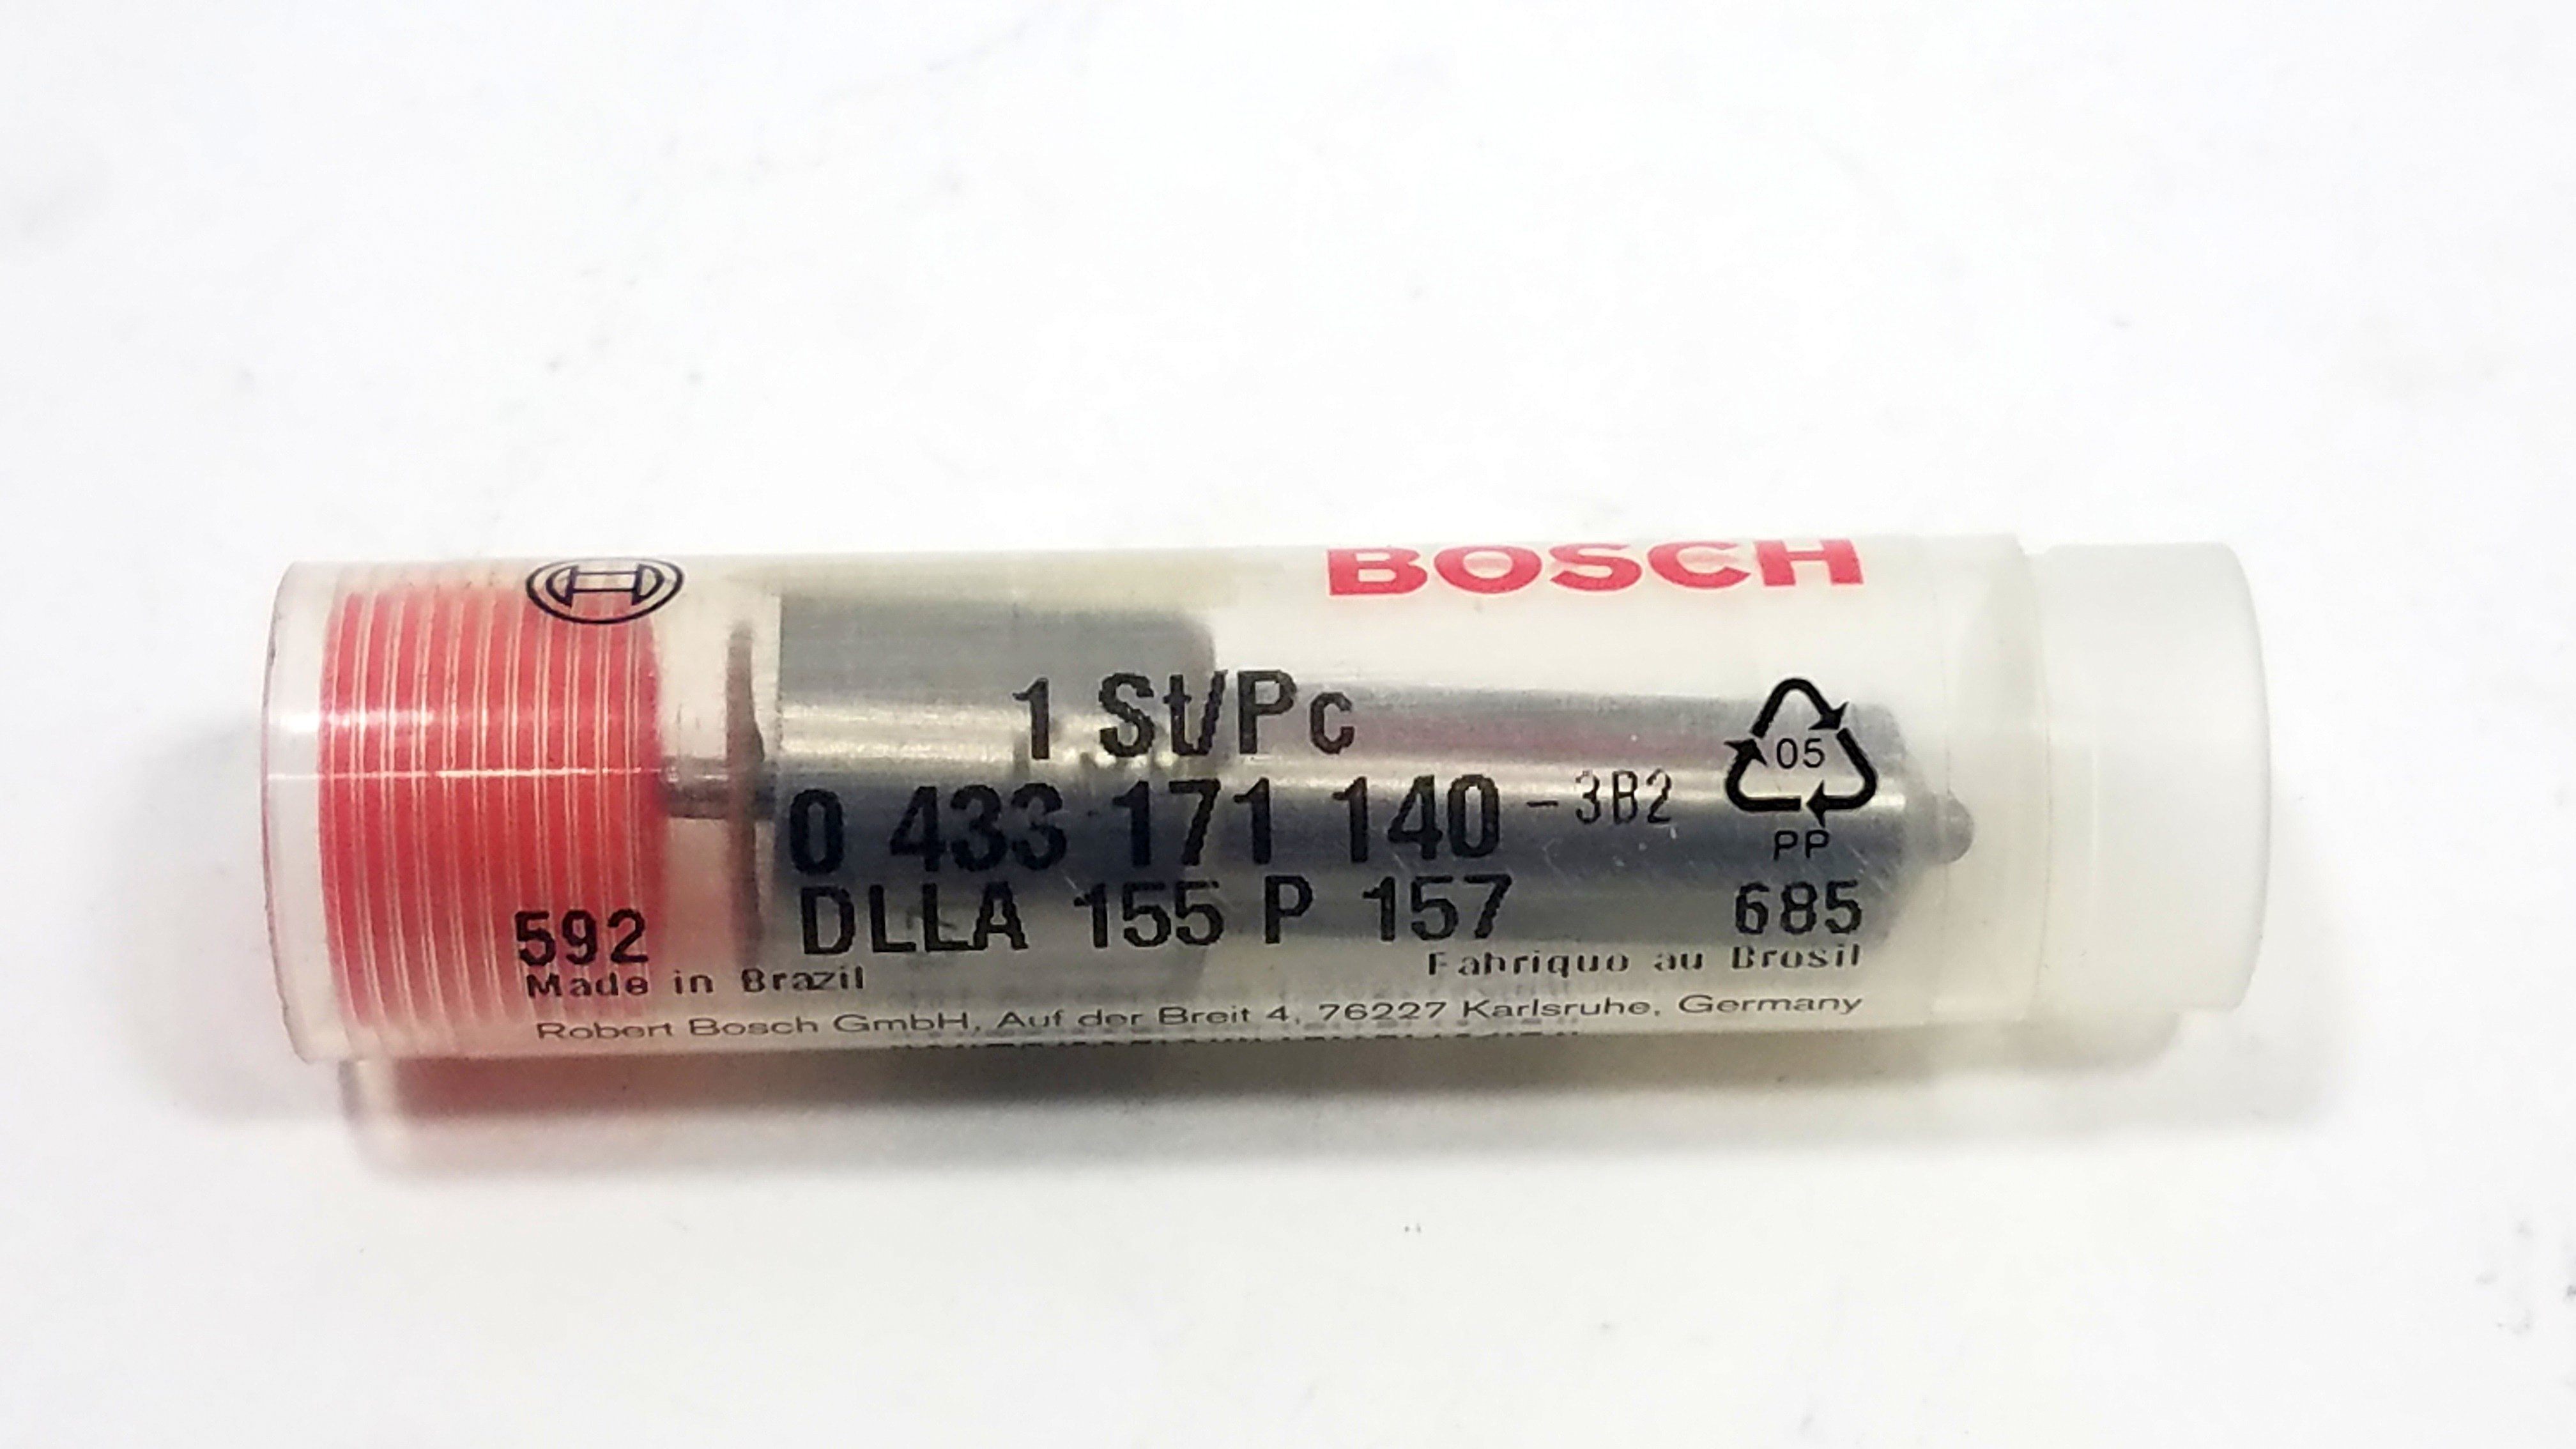 BOSCH
1 St/Pc
0 433 171 140 -3B2
05
PP
DLLA 155 P 157
592
685
Made in Brazil
Fabriqué au Brésil
Robert Bosch GmbH, Auf der Breit 4, 76227 Karlsruhe, Germany